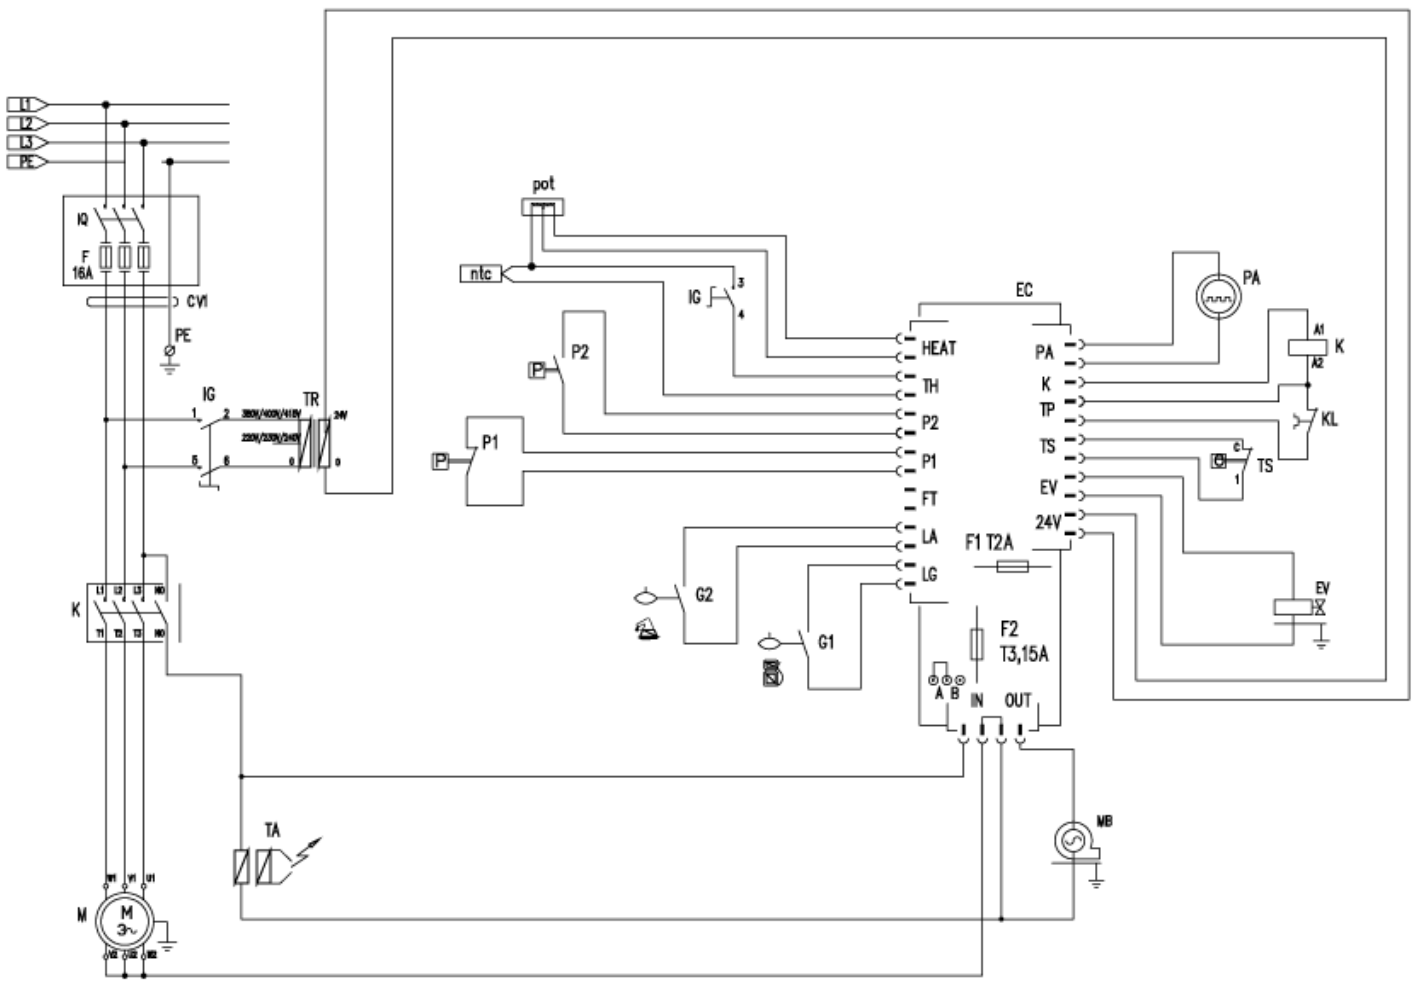 L1
L2
L3
PE
IQ
F
16A
CV1
PE
IG
1
2
5
6
380V/400V/415V
220V/230V/240V
0
TR
24V
0
K
L1
L2
L3
NO
T1
T2
T3
NO
TA
W1
V1
U1
M
M
3~
V2
U2
W2
pot
ntc
IG
3
4
P
P2
P
P1
G2
G1
EC
HEAT
TH
P2
P1
FT
LA
LG
PA
K
TP
TS
EV
24V
F1 T2A
F2
T3,15A
A B
IN
OUT
PA
A1
K
A2
KL
C
TS
1
EV
MB